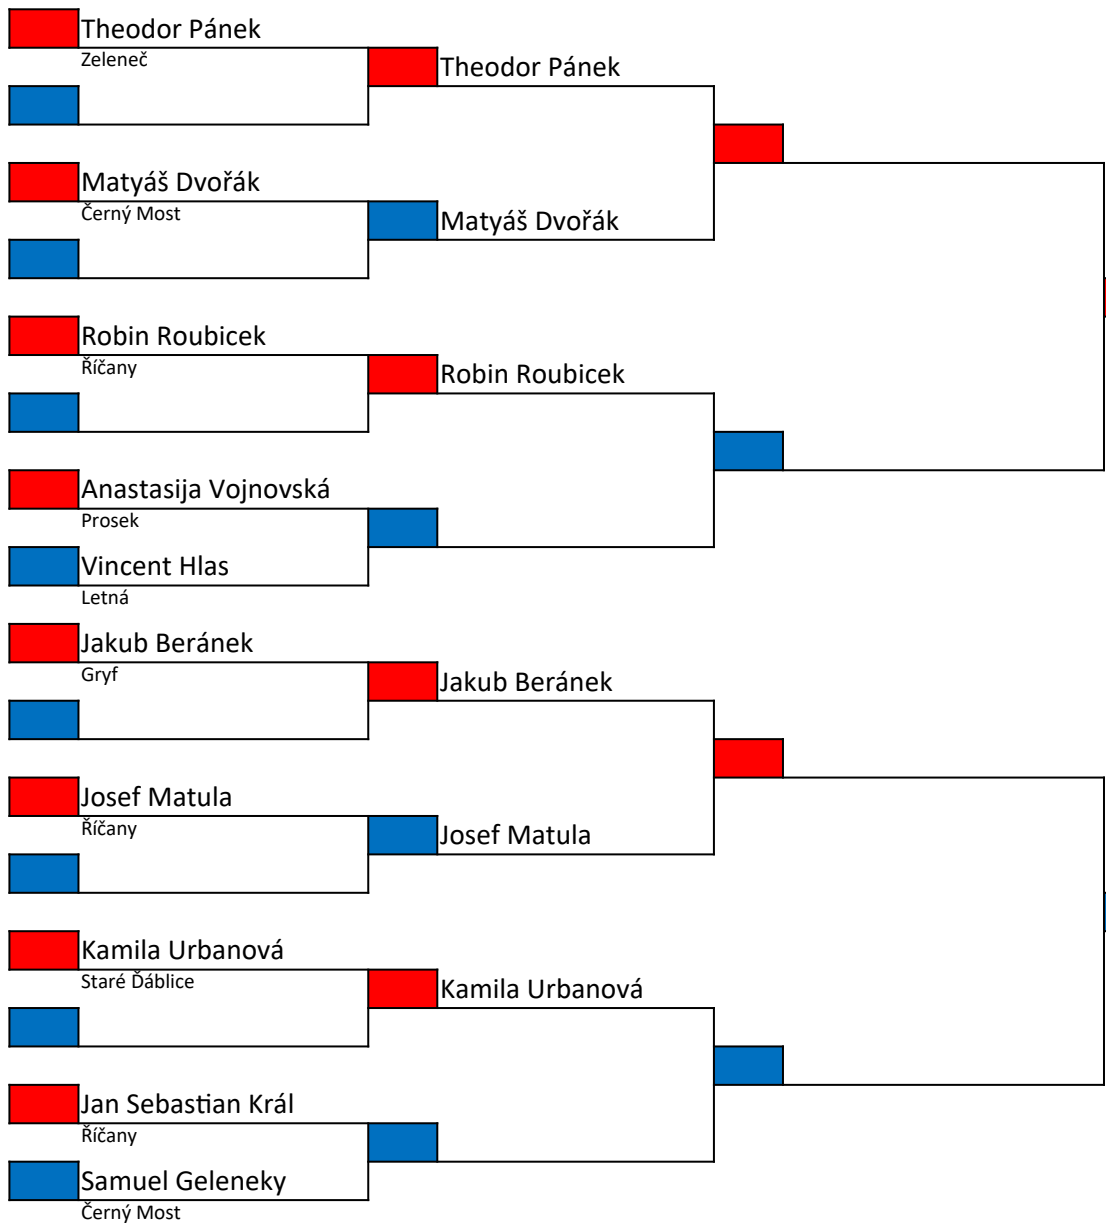 Theodor Pánek
Zeleneč
Theodor Pánek
Matyáš Dvořák
Černý Most
Matyáš Dvořák
Robin Roubicek
Říčany
Robin Roubicek
Anastasija Vojnovská
Prosek
Vincent Hlas
Letná
Jakub Beránek
Gryf
Jakub Beránek
Josef Matula
Říčany
Josef Matula
Kamila Urbanová
Staré Ďáblice
Kamila Urbanová
Jan Sebastian Král
Říčany
Samuel Geleneky
Černý Most